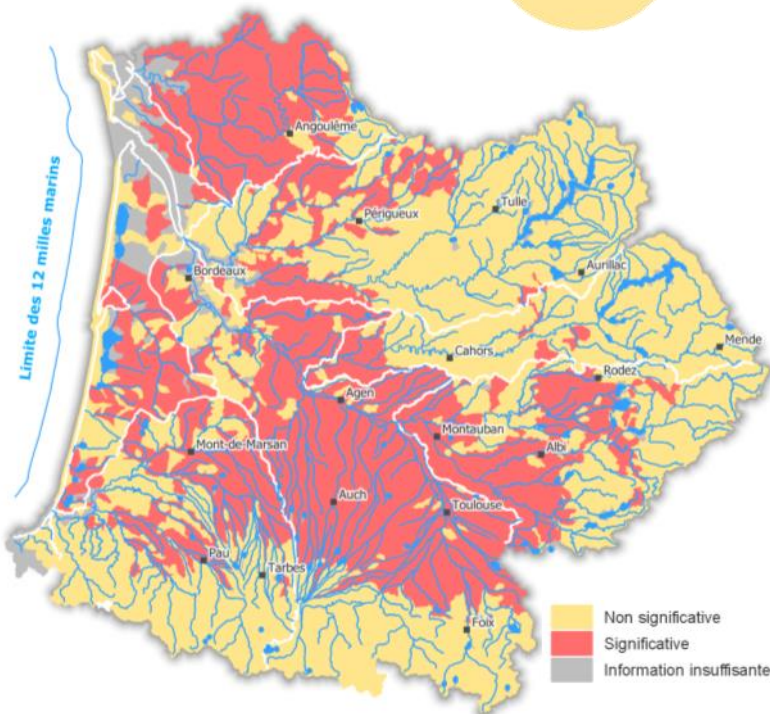 Angoulême
Périgueux
Tulle
Limite des 12 milles marins
Bordeaux
Aurillac
Mende
Cahors
Rodez
Agen
Montauban
Mont-de-Marsan
Albi
Auch
Toulouse
Pau
Tarbes
Foix
Non significative
Significative
Information insuffisante